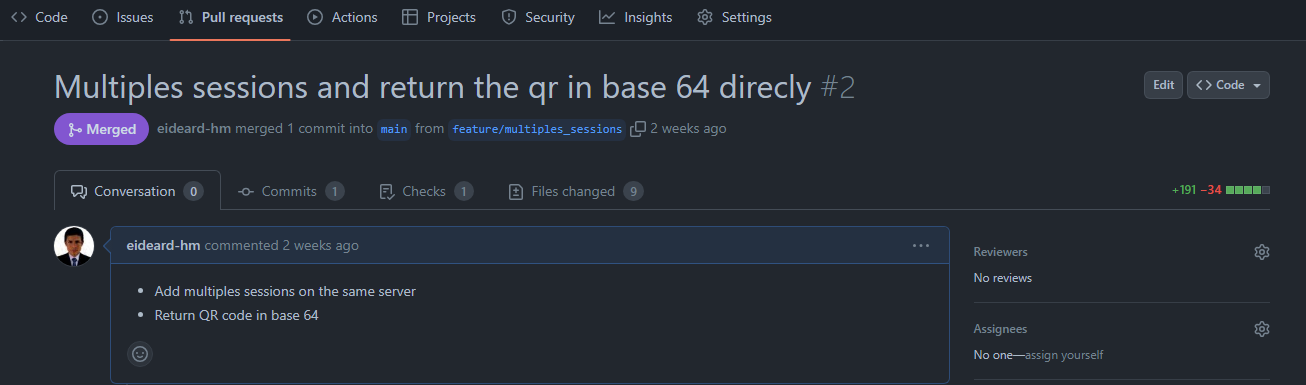 Code Issues Pull requests Actions Projects Security Insights Settings
Multiples sessions and return the qr in base 64 direcly #2
Edit Code
Merged eideard-hm merged 1 commit into main from feature/multiples_sessions 2 weeks ago
Conversation 0 Commits 1 Checks 1 Files changed 9 +191 −34
eideard-hm commented 2 weeks ago
Add multiples sessions on the same server
Return QR code in base 64
Reviewers
No reviews
Assignees
No one—assign yourself